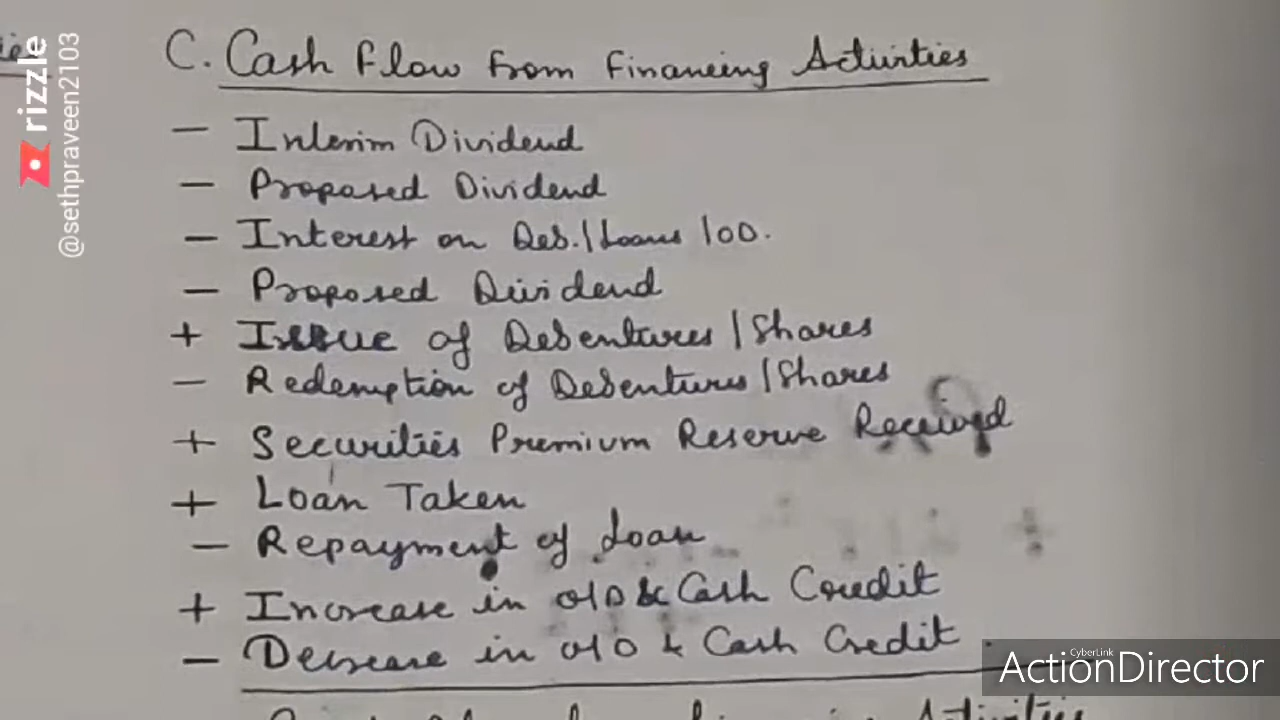 C. Cash Flow from Financing Activities
— Interim Dividend
— Proposed Dividend
— Interest on Deb./Loans/OD.
— Proposed Dividend
+ Issue of Debentures/Shares
— Redemption of Debentures/Shares
+ Securities Premium Reserve Received
+ Loan Taken
— Repayment of Loan
+ Increase in O/D & Cash Credit
— Decrease in O/D & Cash Credit.
Activities
rizzle
@sethpraveen2103
CyberLink
ActionDirector